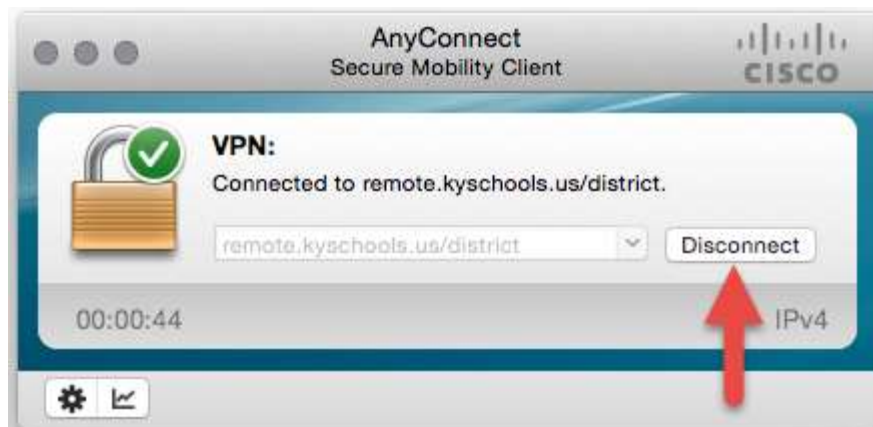 AnyConnect
Secure Mobility Client
CISCO
VPN:
Connected to remote.kyschools.us/district.
remote.kyschools.us/district
Disconnect
00:00:44
IPv4